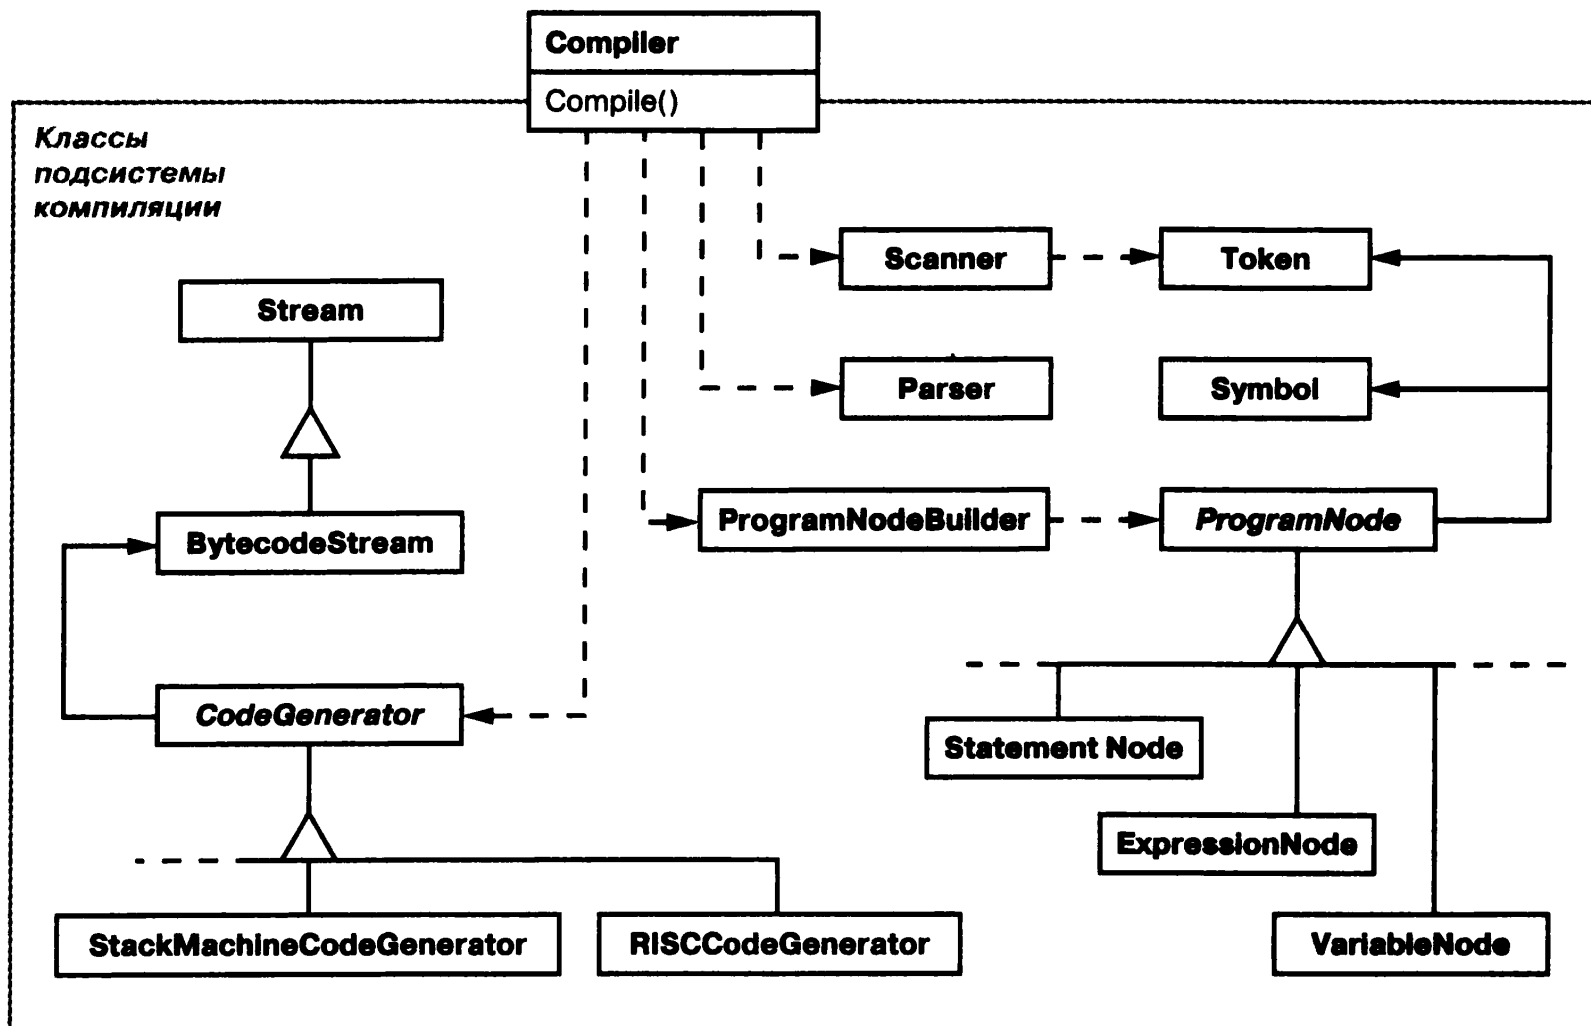 Compiler
Compile()
Классы
подсистемы
компиляции
Scanner
Token
Stream
Parser
Symbol
ProgramNodeBuilder
ProgramNode
BytecodeStream
CodeGenerator
Statement Node
ExpressionNode
StackMachineCodeGenerator
RISCCodeGenerator
VariableNode